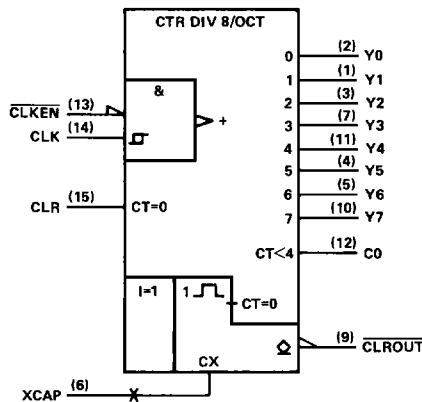 CTR DIV 8/OCT
0 (2) Y0
& 1 (1) Y1
2 (3) Y2
CLKEN (13) + 3 (7) Y3
CLK (14) 4 (11) Y4
5 (4) Y5
6 (5) Y6
CLR (15) CT=0 7 (10) Y7
CT<4 (12) CO
I=1 1 CT=0
(9) CLROUT
CX
XCAP (6) X